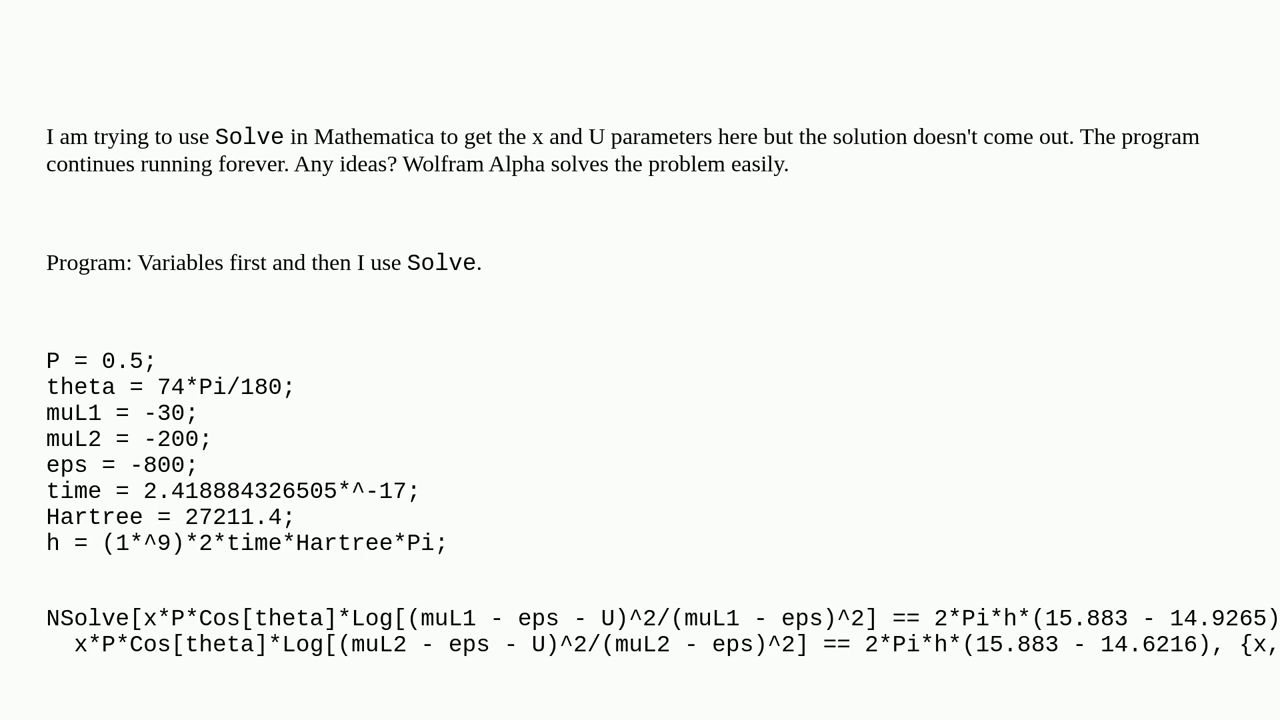 I am trying to use Solve in Mathematica to get the x and U parameters here but the solution doesn't come out. The program
continues running forever. Any ideas? Wolfram Alpha solves the problem easily.
Program: Variables first and then I use Solve.
P = 0.5;
theta = 74*Pi/180;
muL1 = -30;
muL2 = -200;
eps = -800;
time = 2.418884326505*^-17;
Hartree = 27211.4;
h = (1*^9)*2*time*Hartree*Pi;
NSolve[x*P*Cos[theta]*Log[(muL1 - eps - U)^2/(muL1 - eps)^2] == 2*Pi*h*(15.883 - 14.9265)
x*P*Cos[theta]*Log[(muL2 - eps - U)^2/(muL2 - eps)^2] == 2*Pi*h*(15.883 - 14.6216), {x,